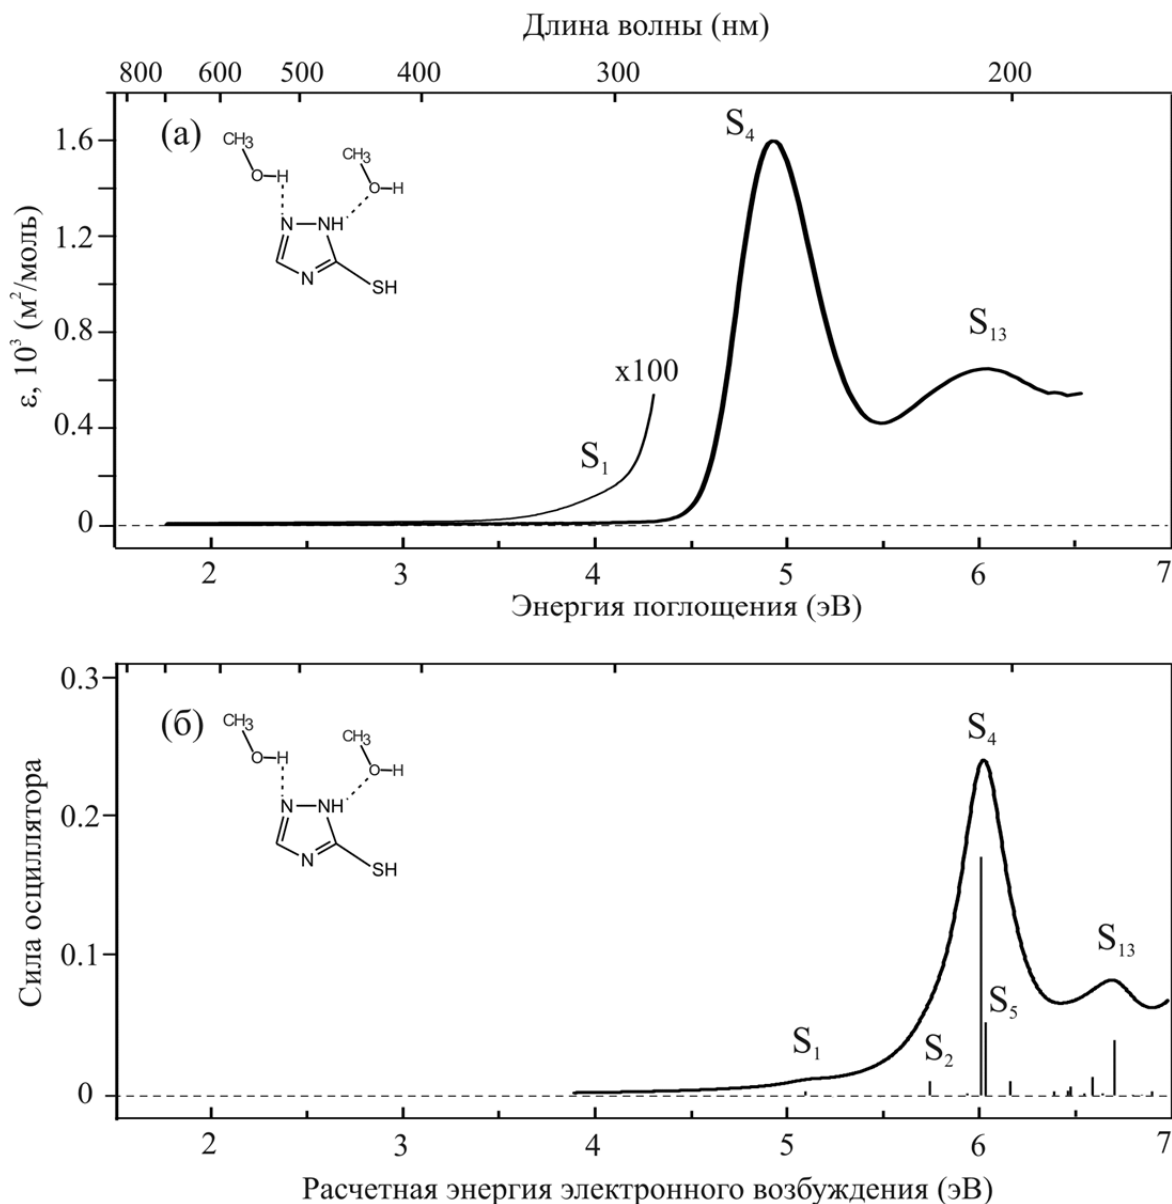 Длина волны (нм)
800 600 500 400 300 200
(а)
CH3
O-H
CH3
O-H
N
NH
N
SH
S4
S13
x100
S1
1.6
1.2
0.8
0.4
0
ε, 10³ (м²/моль)
2 3 4 5 6 7
Энергия поглощения (эВ)
(б)
CH3
O-H
CH3
O-H
N
NH
N
SH
S4
S13
S5
S1
S2
0.3
0.2
0.1
0
Сила осциллятора
2 3 4 5 6 7
Расчетная энергия электронного возбуждения (эВ)